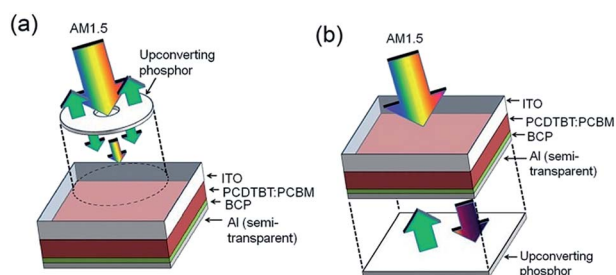 (a)
AM1.5
Upconverting
phosphor
ITO
PCDTBT:PCBM
BCP
Al (semi-
transparent)
(b)
AM1.5
ITO
PCDTBT:PCBM
BCP
Al (semi-
transparent)
Upconverting
phosphor